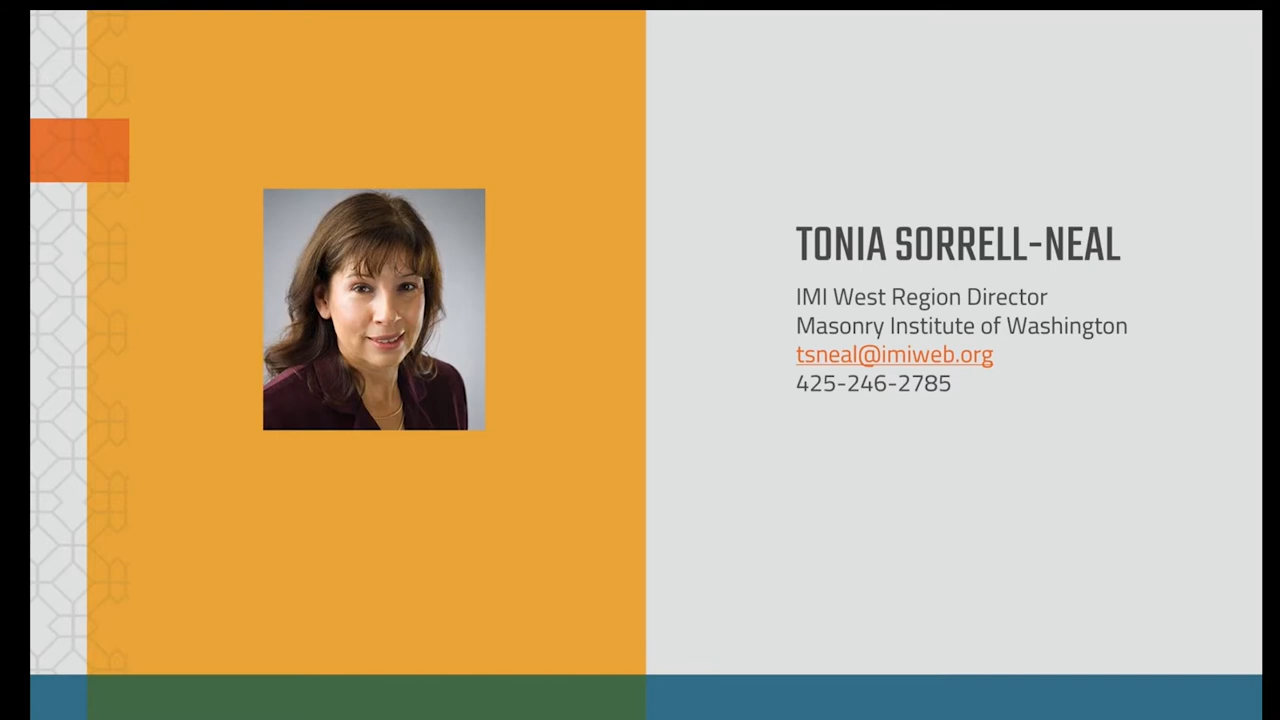 TONIA SORRELL-NEAL
IMI West Region Director
Masonry Institute of Washington
tsneal@imiweb.org
425-246-2785